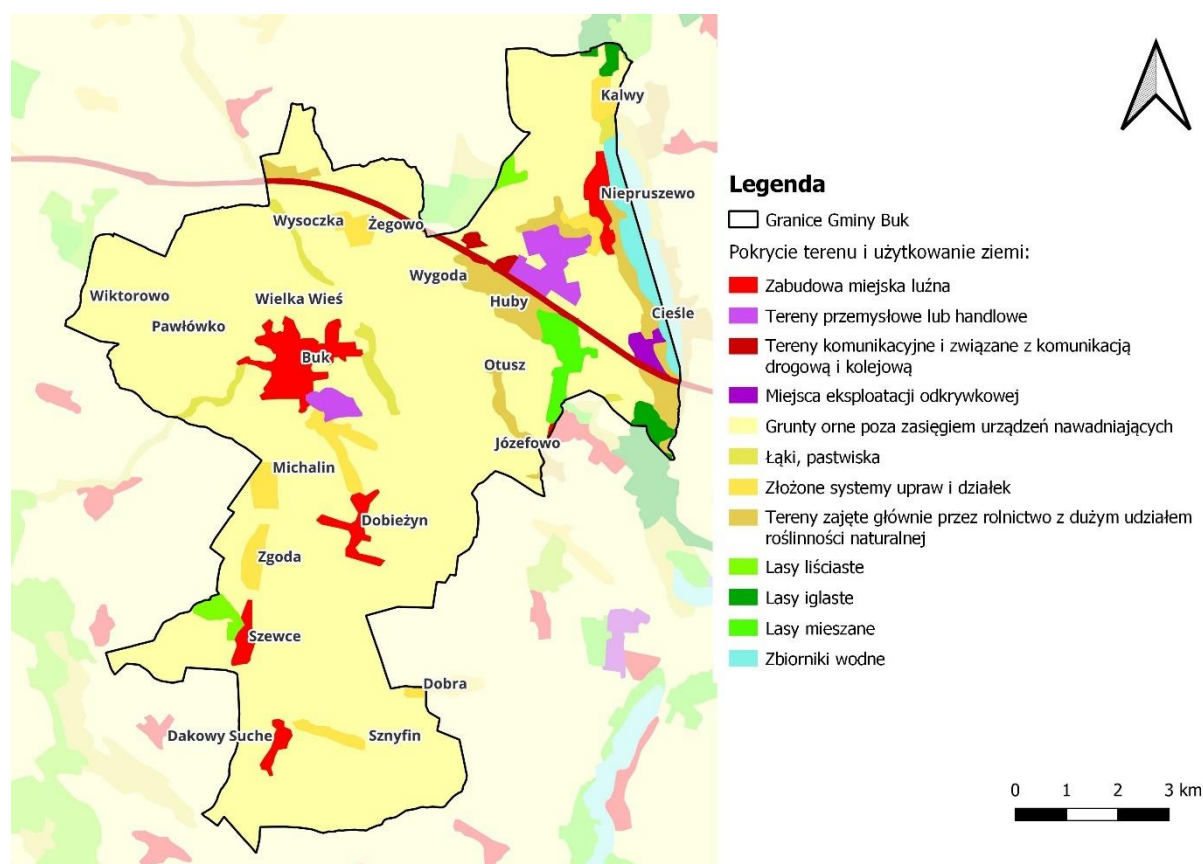 Kalwy
Niepruszewo
Wysoczka
Żegowo
Wygoda
Wiktorowo
Wielka Wieś
Huby
Cieśle
Pawłówko
Buk
Otusz
Józefowo
Michalin
Dobieżyn
Zgoda
Szewce
Dobra
Dakowy Suche
Sznyfin
Legenda
Granice Gminy Buk
Pokrycie terenu i użytkowanie ziemi:
Zabudowa miejska luźna
Tereny przemysłowe lub handlowe
Tereny komunikacyjne i związane z komunikacją
drogową i kolejową
Miejsca eksploatacji odkrywkowej
Grunty orne poza zasięgiem urządzeń nawadniających
Łąki, pastwiska
Złożone systemy upraw i działek
Tereny zajęte głównie przez rolnictwo z dużym udziałem
roślinności naturalnej
Lasy liściaste
Lasy iglaste
Lasy mieszane
Zbiorniki wodne
0 1 2 3 km